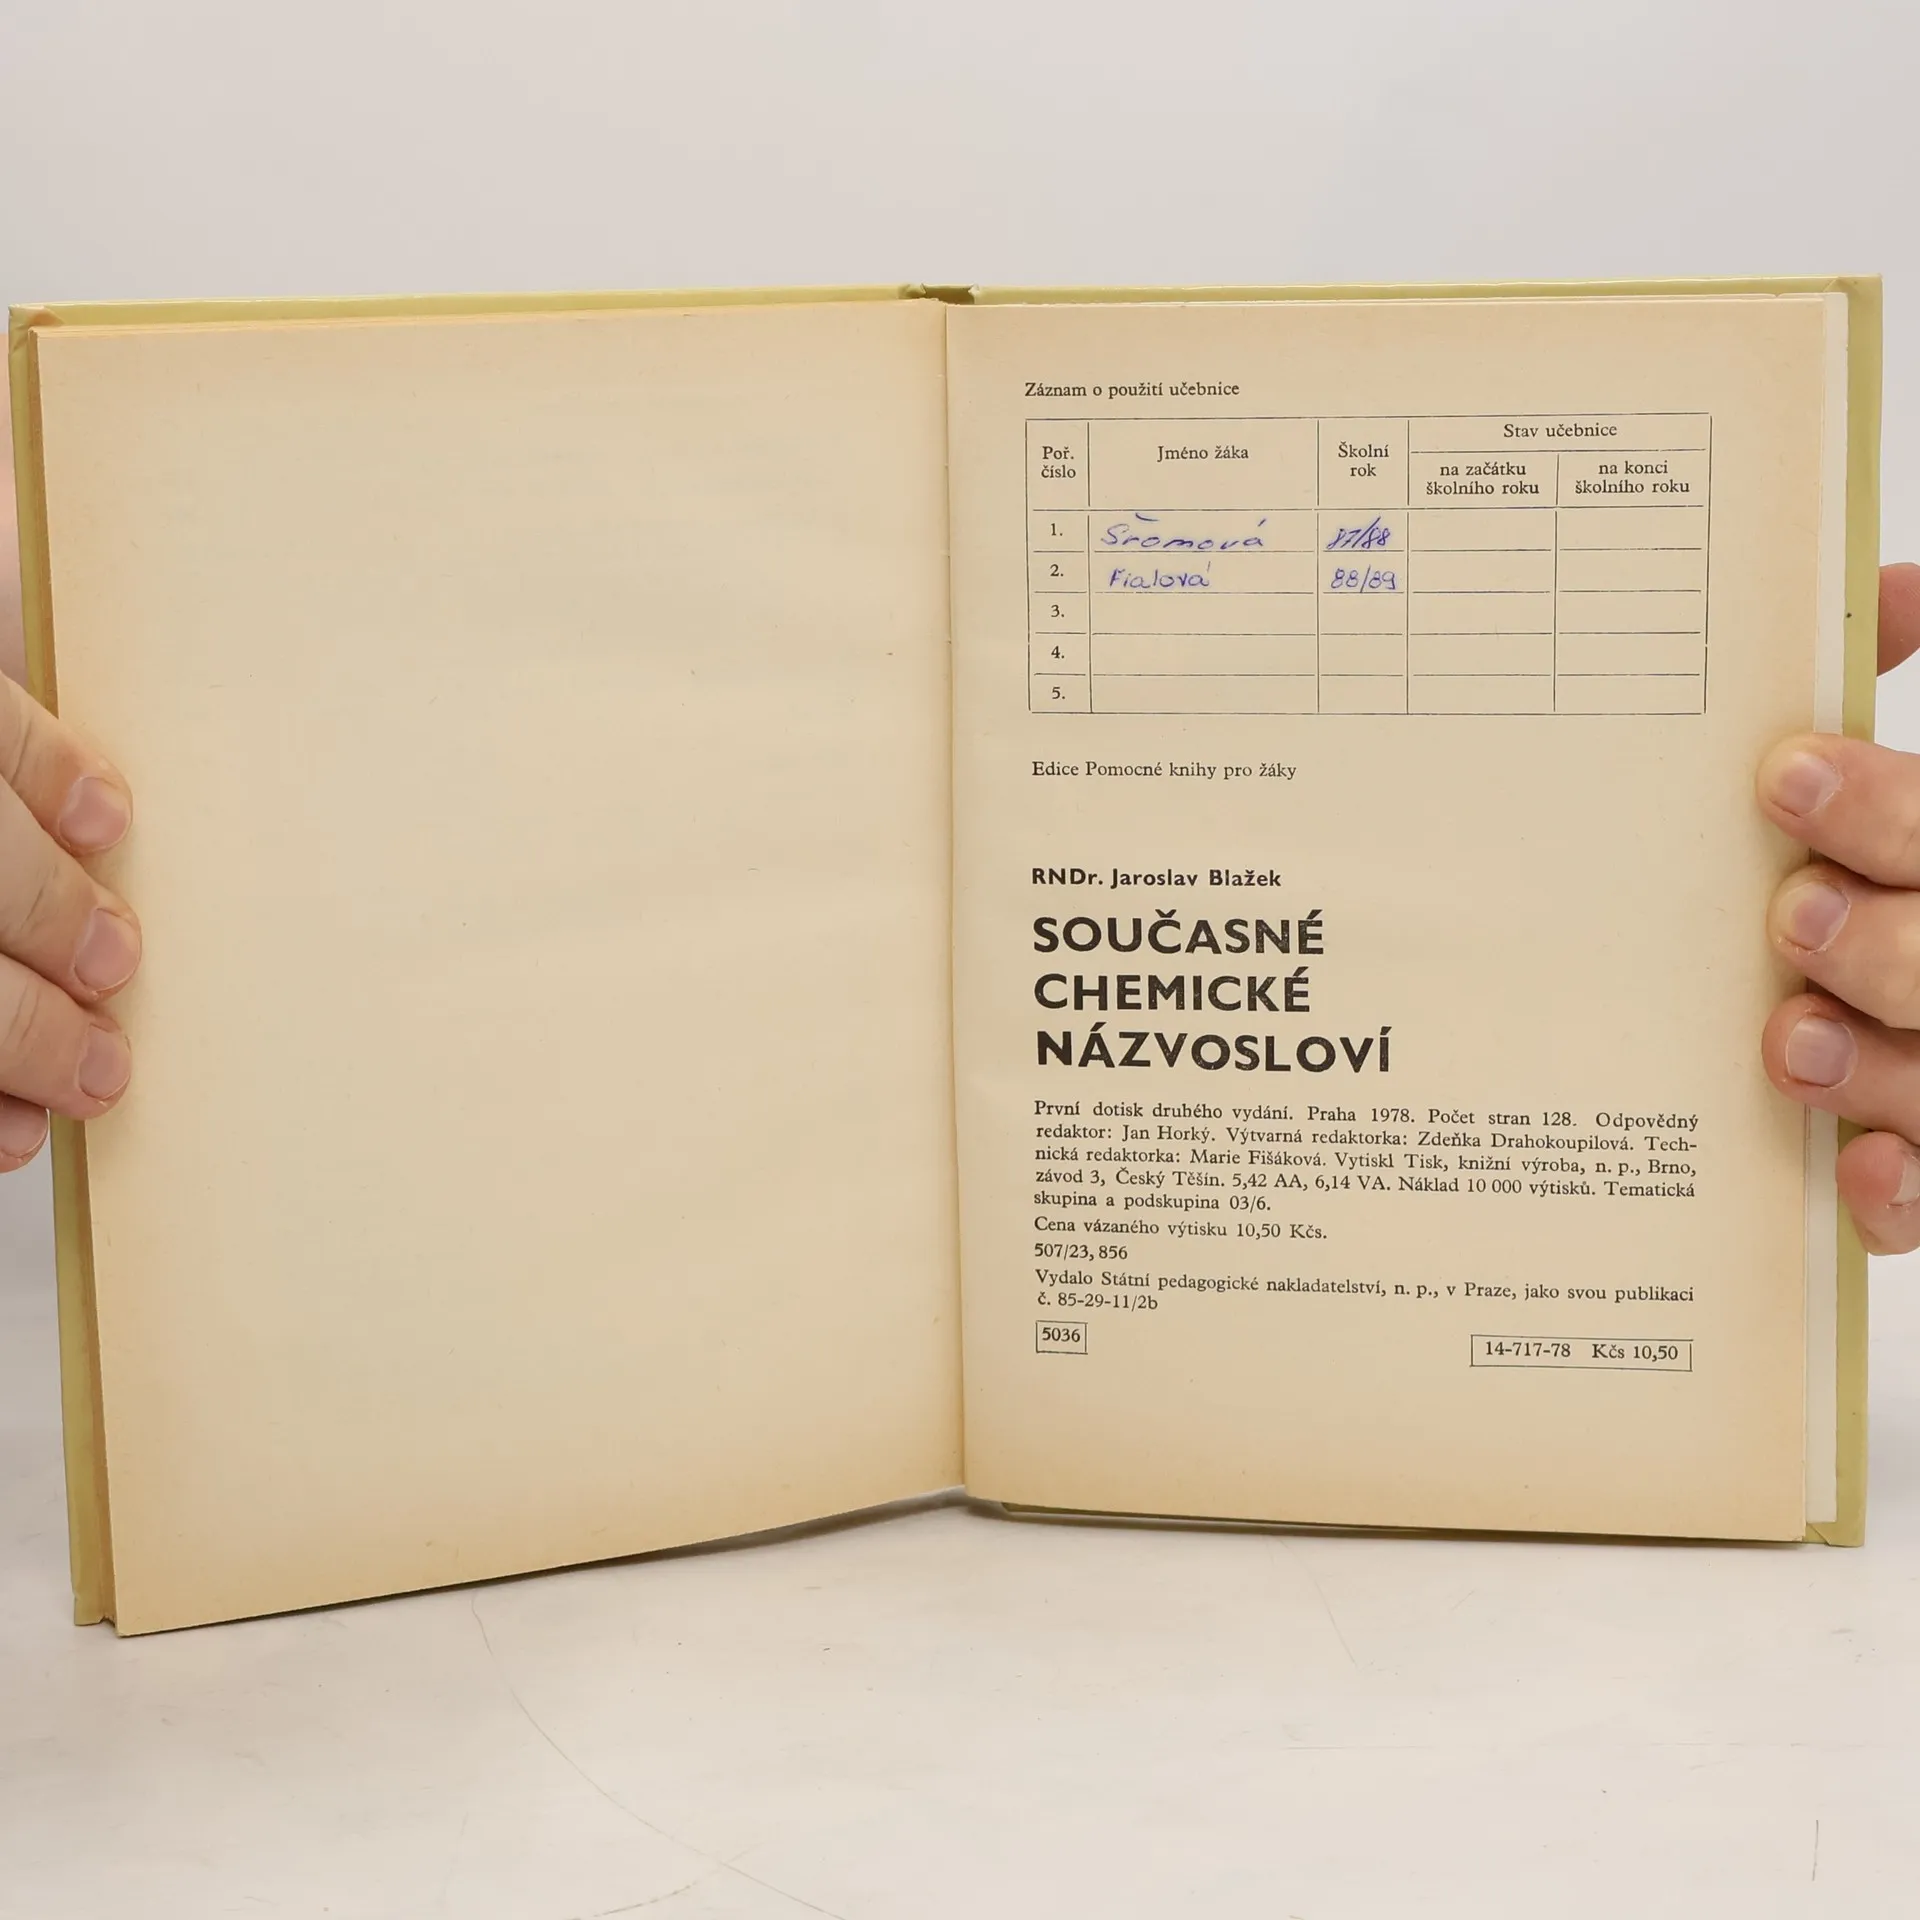 Záznam o použití učebnice
Poř. číslo
Jméno žáka
Školní rok
Stav učebnice
na začátku školního roku
na konci školního roku
1. Šromová 87/88
2. Fialová 88/89
3.
4.
5.
Edice Pomocné knihy pro žáky
RNDr. Jaroslav Blažek
SOUČASNÉ
CHEMICKÉ
NÁZVOSLOVÍ
První dotisk druhého vydání. Praha 1978. Počet stran 128. Odpovědný
redaktor: Jan Horký. Výtvarná redaktorka: Zdeňka Drahokoupilová. Tech-
nická redaktorka: Marie Fišáková. Vytiskl Tisk, knižní výroba, n. p., Brno,
závod 3, Český Těšín. 5,42 AA, 6,14 VA. Náklad 10 000 výtisků. Tematická
skupina a podskupina 03/6.
Cena vázaného výtisku 10,50 Kčs.
507/23, 856
Vydalo Státní pedagogické nakladatelství, n. p., v Praze, jako svou publikaci
č. 85-29-11/2b
5036
14-717-78 Kčs 10,50